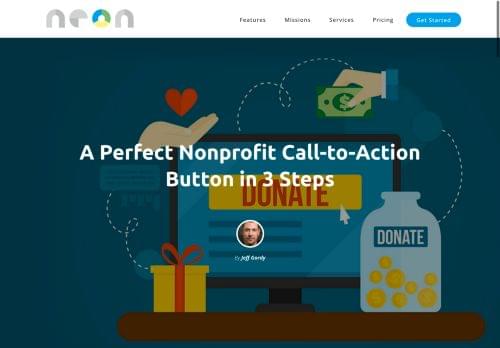 neon
Features Missions Services Pricing Get Started
A Perfect Nonprofit Call-to-Action
Button in 3 Steps
DONATE
DONATE
By Jeff Gordy